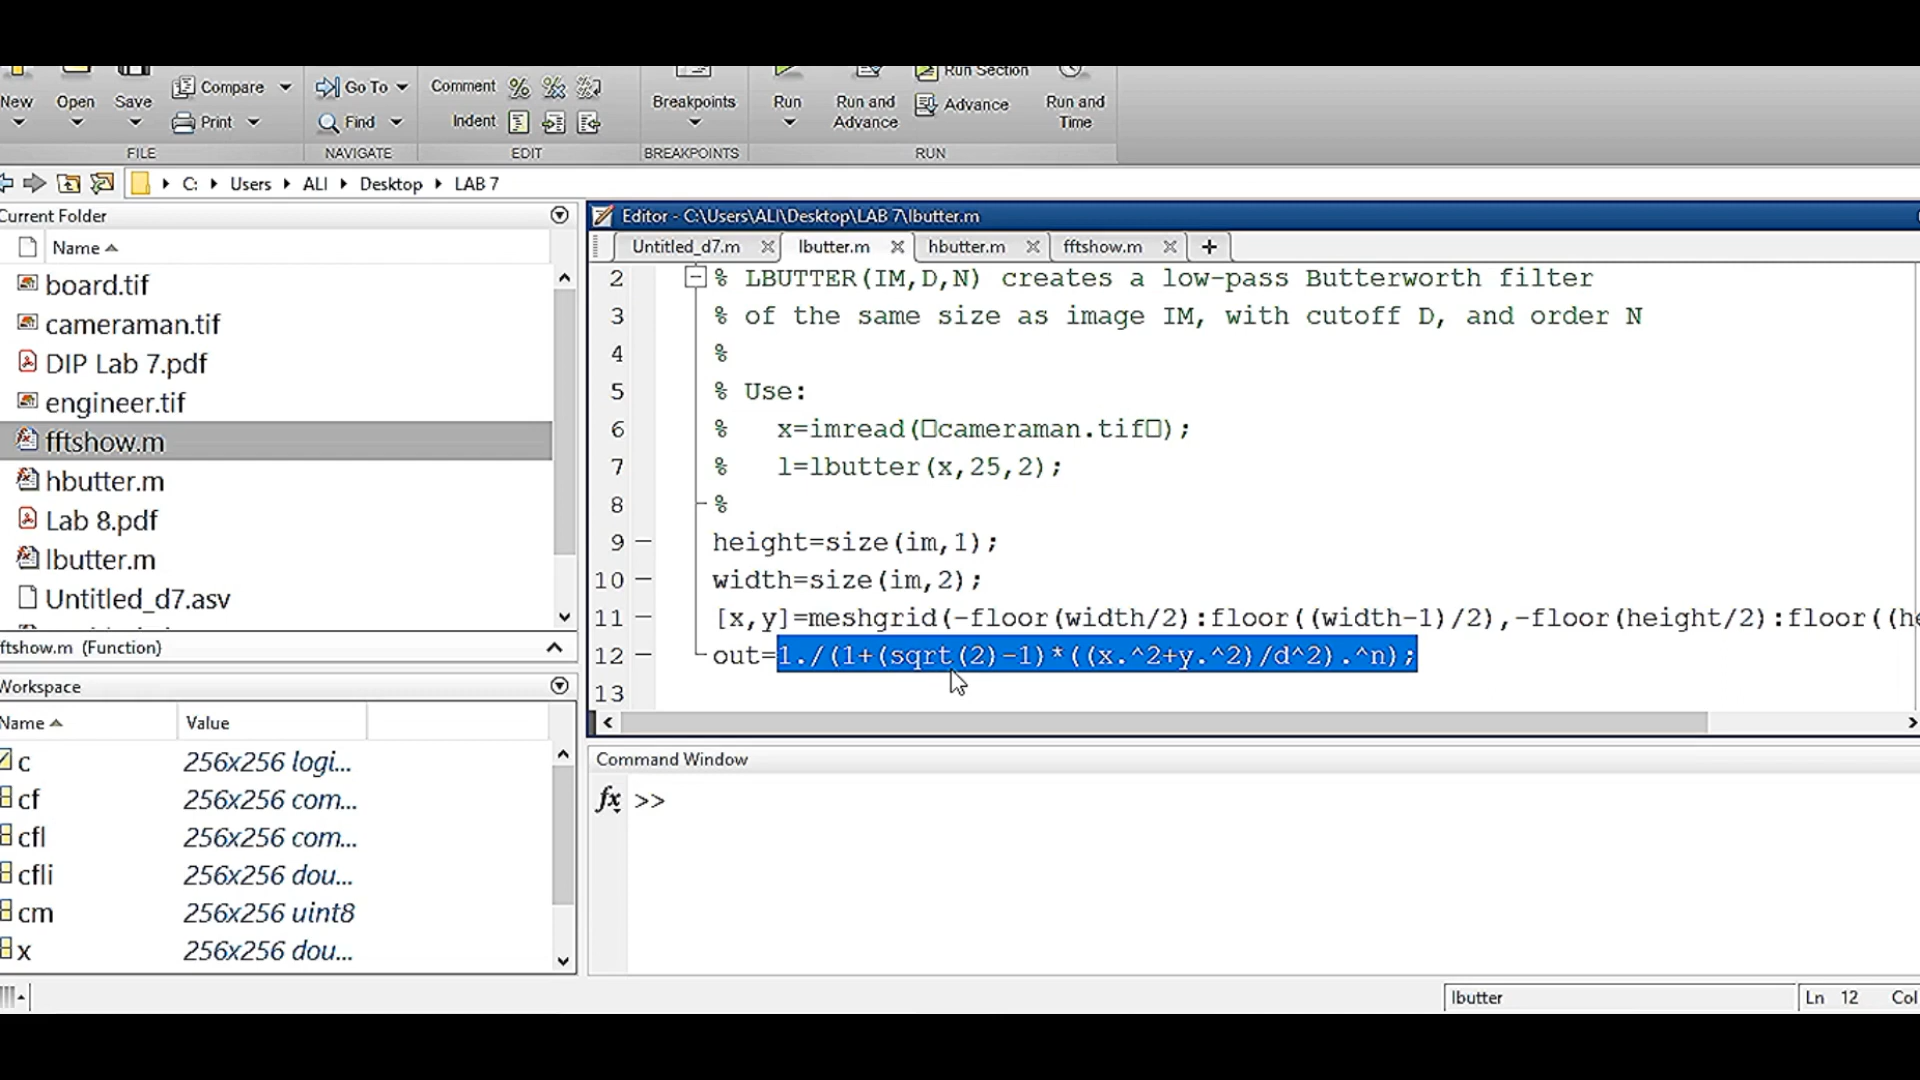 New Open Save Compare Print Go To Find Comment Indent Breakpoints Run Run and Advance Run Section Advance Run and Time
FILE NAVIGATE EDIT BREAKPOINTS RUN
C: Users ALI Desktop LAB 7
Current Folder
Name
board.tif
cameraman.tif
DIP Lab 7.pdf
engineer.tif
fftshow.m
hbutter.m
Lab 8.pdf
lbutter.m
Untitled_d7.asv
ftshow.m (Function)
Workspace
Name Value
c 256x256 logi...
cf 256x256 com...
cfl 256x256 com...
cfli 256x256 dou...
cm 256x256 uint8
x 256x256 dou...
Editor - C:\Users\ALI\Desktop\LAB 7\lbutter.m
Untitled_d7.m lbutter.m hbutter.m fftshow.m +
2 % LBUTTER(IM,D,N) creates a low-pass Butterworth filter
3 % of the same size as image IM, with cutoff D, and order N
4 %
5 % Use:
6 % x=imread(□cameraman.tif□);
7 % l=lbutter(x,25,2);
8 %
9 height=size(im,1);
10 width=size(im,2);
11 [x,y]=meshgrid(-floor(width/2):floor((width-1)/2),-floor(height/2):floor((he
12 out=1./(1+(sqrt(2)-1)*((x.^2+y.^2)/d^2).^n);
13
Command Window
fx >>
lbutter Ln 12 Col